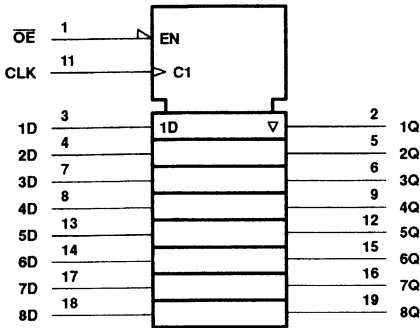 OE 1 EN
CLK 11 C1
1D 3 1D 2 1Q
2D 4 5 2Q
3D 7 6 3Q
4D 8 9 4Q
5D 13 12 5Q
6D 14 15 6Q
7D 17 16 7Q
8D 18 19 8Q